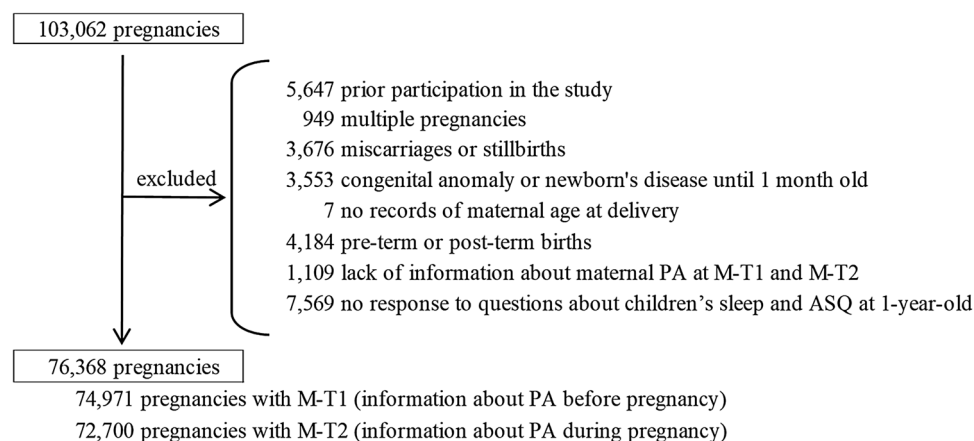 103,062 pregnancies
5,647 prior participation in the study
949 multiple pregnancies
3,676 miscarriages or stillbirths
excluded
3,553 congenital anomaly or newborn's disease until 1 month old
7 no records of maternal age at delivery
4,184 pre-term or post-term births
1,109 lack of information about maternal PA at M-T1 and M-T2
7,569 no response to questions about children’s sleep and ASQ at 1-year-old
76,368 pregnancies
74,971 pregnancies with M-T1 (information about PA before pregnancy)
72,700 pregnancies with M-T2 (information about PA during pregnancy)